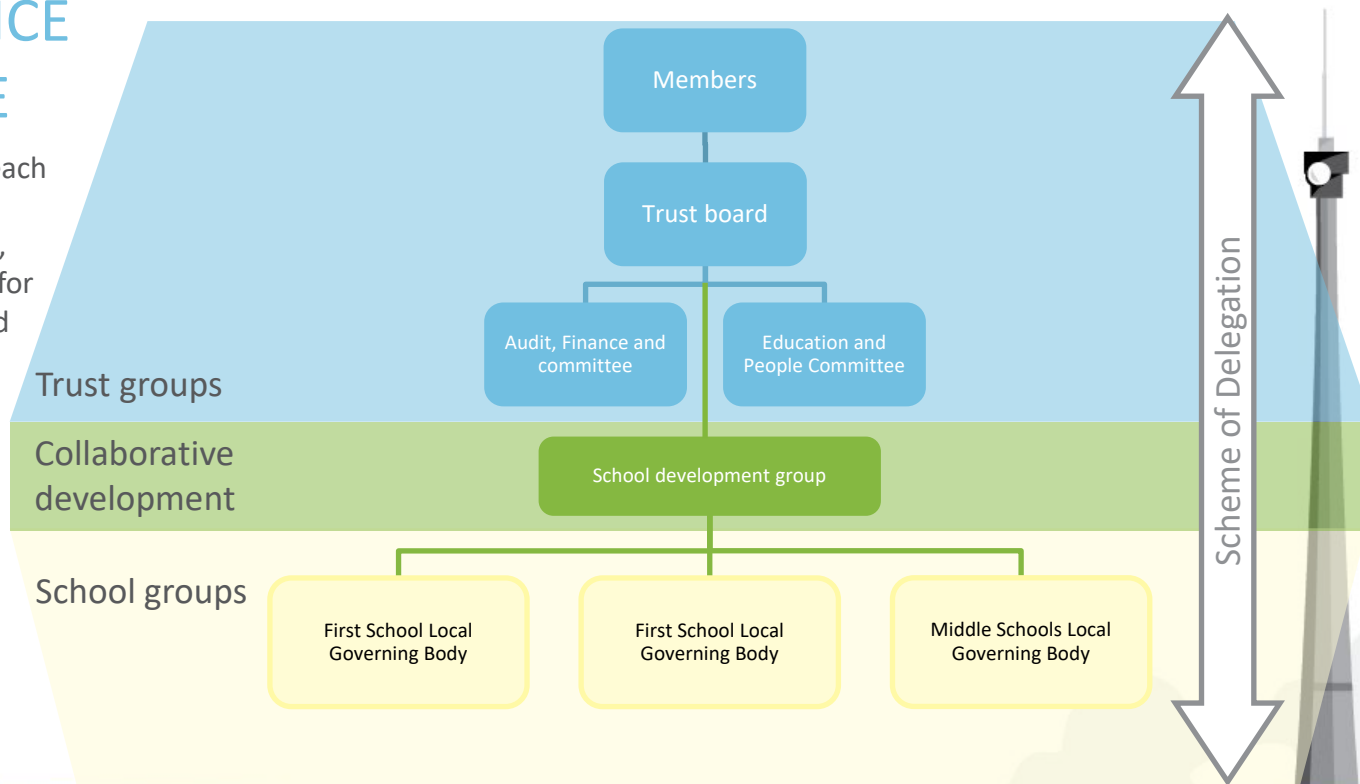 NCE
E
each
,
for
d
Members
Trust board
Audit, Finance and
committee
Education and
People Committee
Trust groups
Collaborative
development
School development group
School groups
First School Local
Governing Body
First School Local
Governing Body
Middle Schools Local
Governing Body
Scheme of Delegation